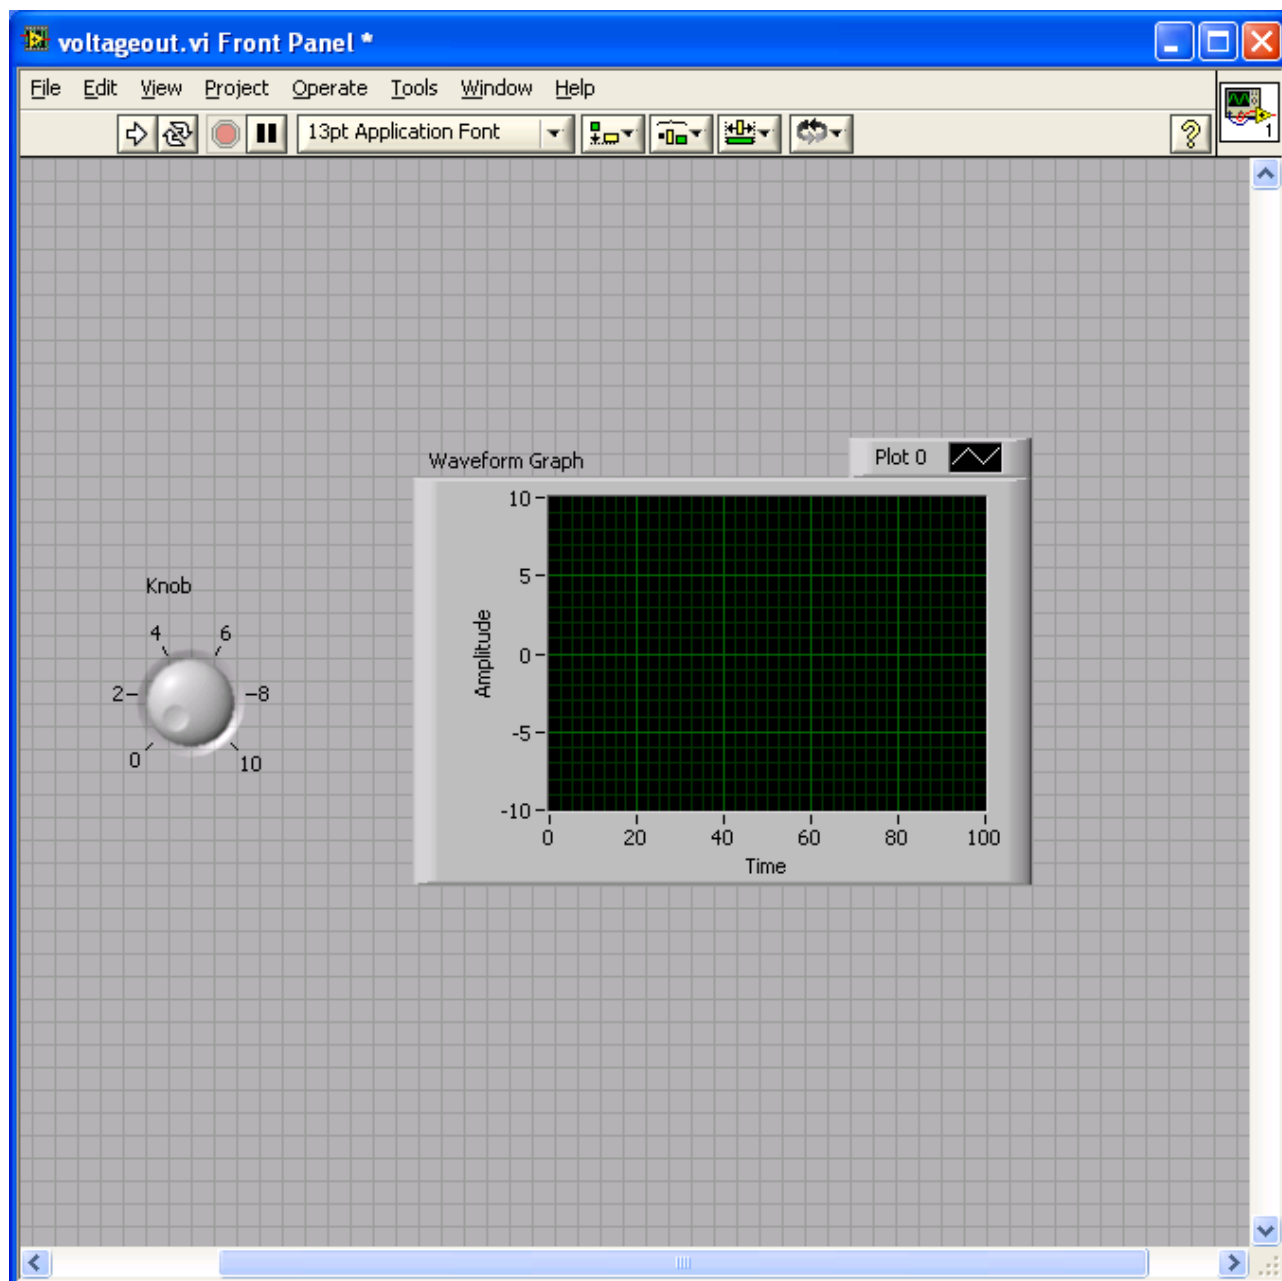 voltageout.vi Front Panel *
File Edit View Project Operate Tools Window Help
13pt Application Font
?
1
Waveform Graph
Plot 0
10
5
0
-5
-10
Amplitude
0 20 40 60 80 100
Time
Knob
4 6
2 8
0 10